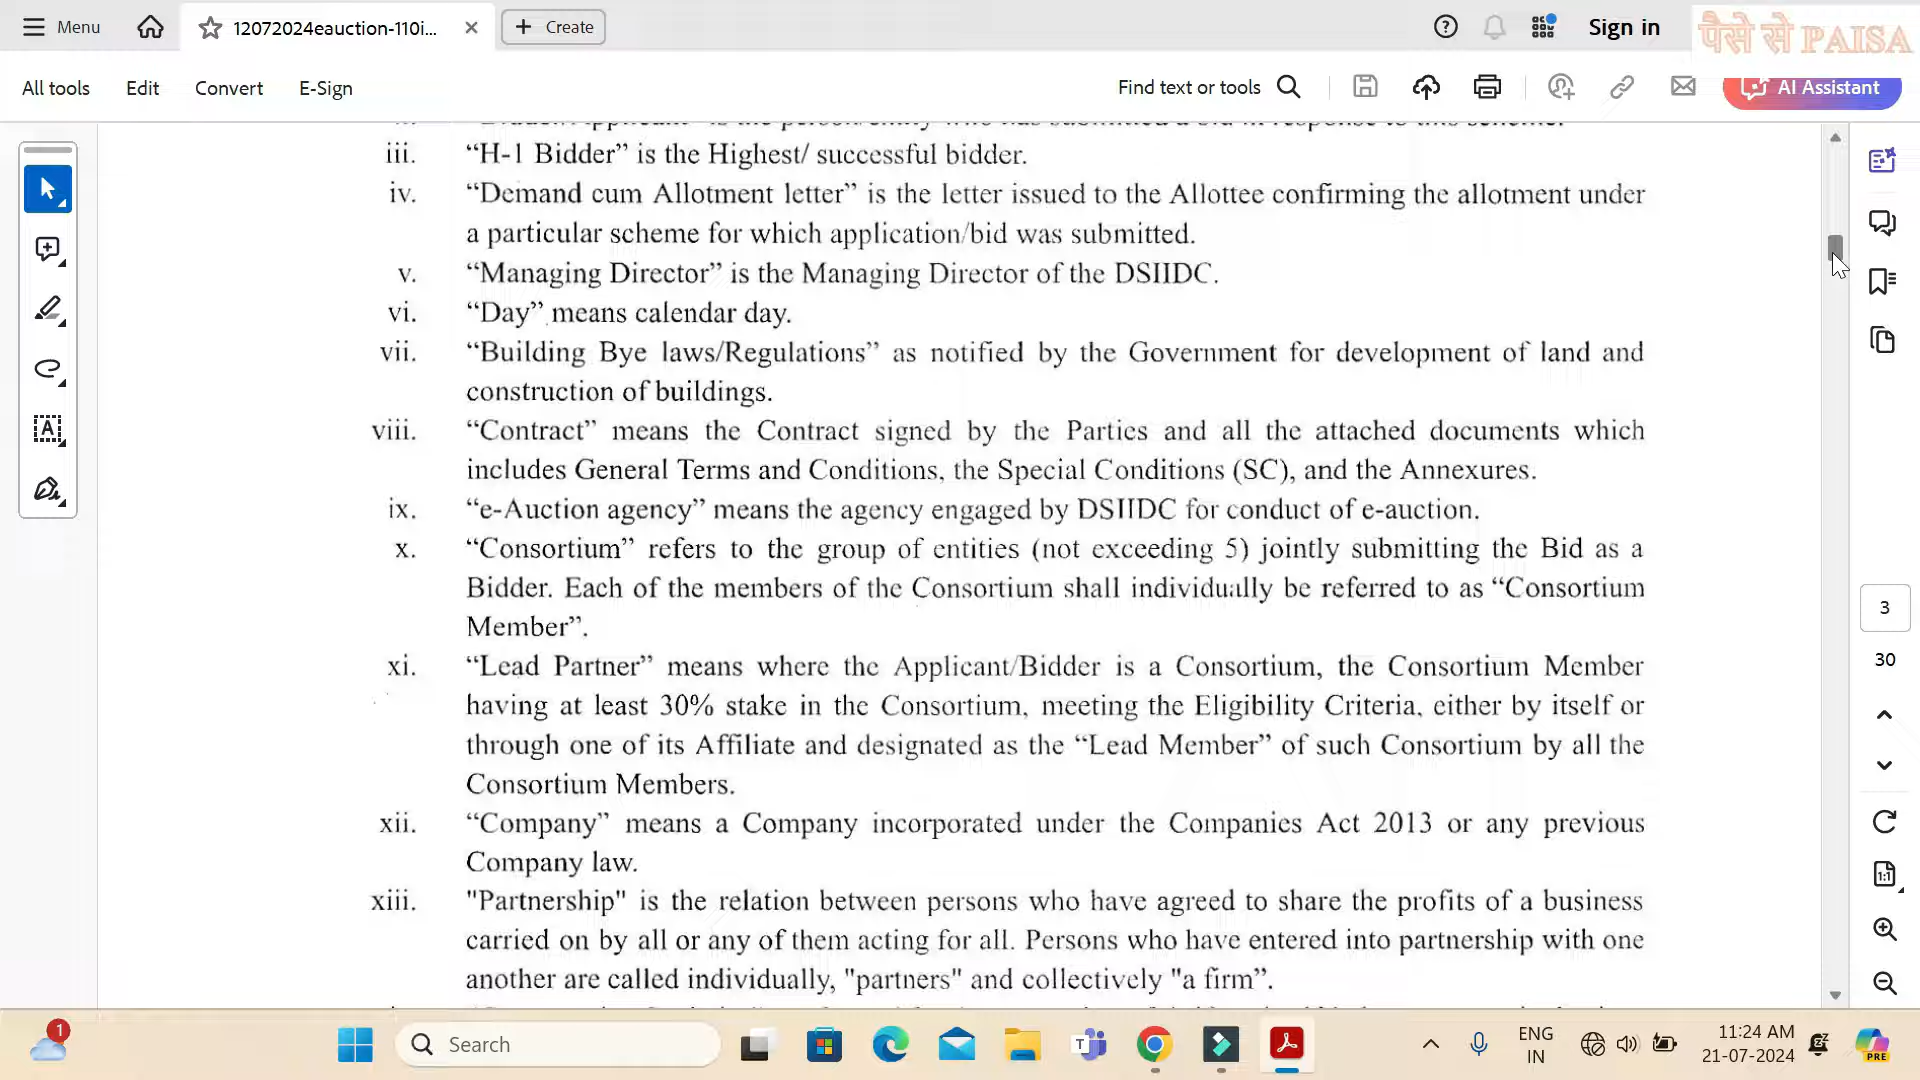 Menu
12072024eauction-110i...
Create
Sign in
पैसे से PAISA
All tools
Edit
Convert
E-Sign
Find text or tools
AI Assistant
iii. “H-1 Bidder” is the Highest/ successful bidder.
iv. “Demand cum Allotment letter” is the letter issued to the Allottee confirming the allotment under
a particular scheme for which application/bid was submitted.
v. “Managing Director” is the Managing Director of the DSIIDC.
vi. “Day” means calendar day.
vii. “Building Bye laws/Regulations” as notified by the Government for development of land and
construction of buildings.
viii. “Contract” means the Contract signed by the Parties and all the attached documents which
includes General Terms and Conditions, the Special Conditions (SC), and the Annexures.
ix. “e-Auction agency” means the agency engaged by DSIIDC for conduct of e-auction.
x. “Consortium” refers to the group of entities (not exceeding 5) jointly submitting the Bid as a
Bidder. Each of the members of the Consortium shall individually be referred to as “Consortium
Member”.
xi. “Lead Partner” means where the Applicant/Bidder is a Consortium, the Consortium Member
having at least 30% stake in the Consortium, meeting the Eligibility Criteria, either by itself or
through one of its Affiliate and designated as the “Lead Member” of such Consortium by all the
Consortium Members.
xii. “Company” means a Company incorporated under the Companies Act 2013 or any previous
Company law.
xiii. "Partnership" is the relation between persons who have agreed to share the profits of a business
carried on by all or any of them acting for all. Persons who have entered into partnership with one
another are called individually, "partners" and collectively "a firm”.
3
30
1
Search
ENG
IN
11:24 AM
21-07-2024
PRE